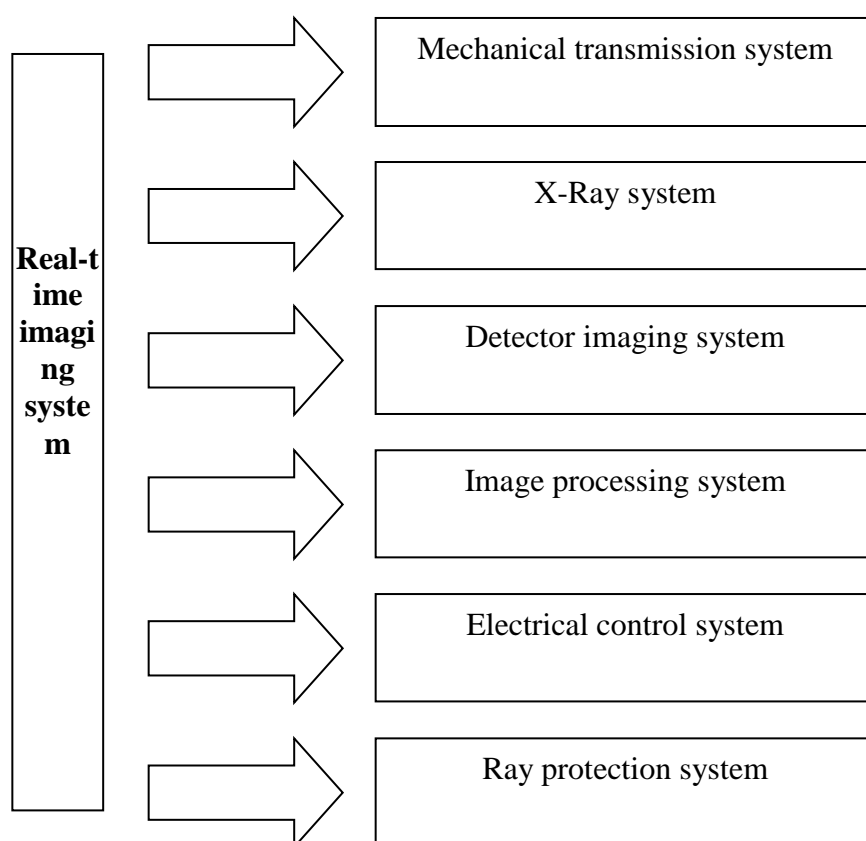 Mechanical transmission system
X-Ray system
Real-t
ime
imagi
ng
syste
m
Detector imaging system
Image processing system
Electrical control system
Ray protection system